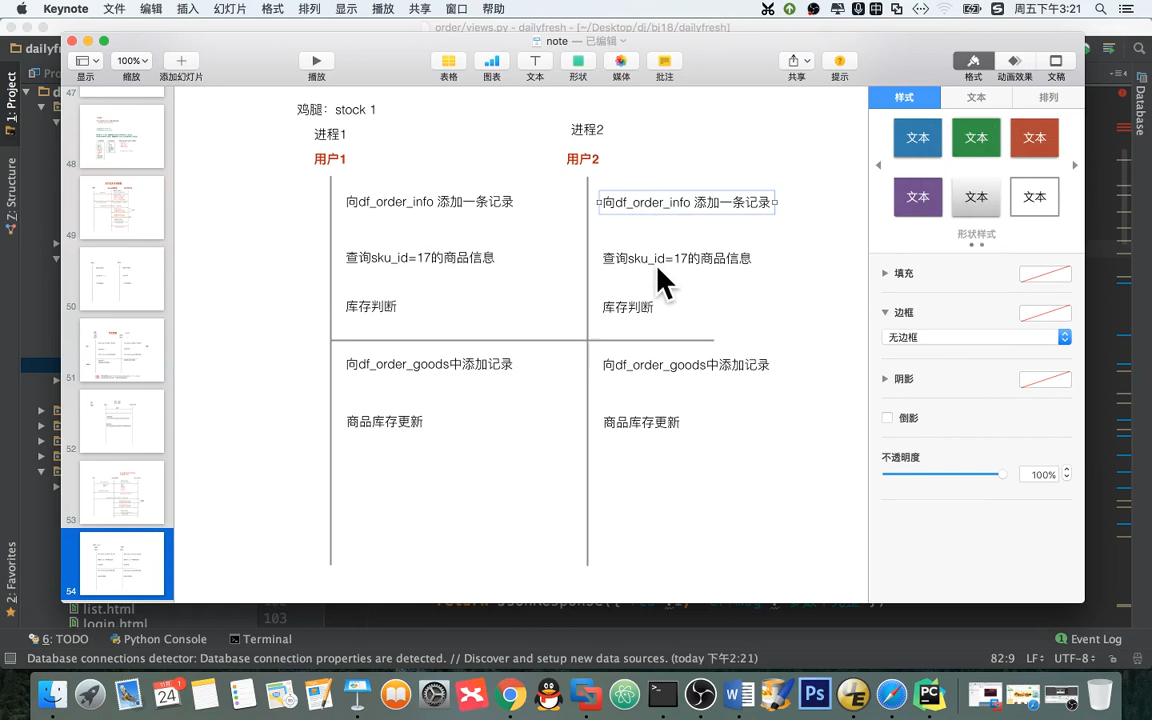 Keynote 文件 编辑 插入 幻灯片 格式 排列 显示 播放 共享 窗口 帮助 周五下午3:21
order/views.py - dailyfresh - [~/Desktop/dj/bj18/dailyfresh]
note — 已编辑
100%
显示 缩放 添加幻灯片 播放 表格 图表 文本 形状 媒体 批注 共享 提示 格式 动画效果 文稿
1: Project
Z: Structure
2: Favorites
Database
47
48
49
50
51
52
53
54
鸡腿: stock 1
进程1 进程2
用户1 用户2
向df_order_info 添加一条记录 向df_order_info 添加一条记录
查询sku_id=17的商品信息 查询sku_id=17的商品信息
库存判断 库存判断
向df_order_goods中添加记录 向df_order_goods中添加记录
商品库存更新 商品库存更新
样式 文本 排列
文本 文本 文本
文本 文本 文本
形状样式
填充
边框
无边框
阴影
倒影
不透明度
100%
list.html
login.html
103
6: TODO Python Console Terminal 1 Event Log
Database connections detector: Database connection properties are detected. // Discover and setup new data sources. (today 下午2:21) 82:9 LF UTF-8
24
Ps
PC